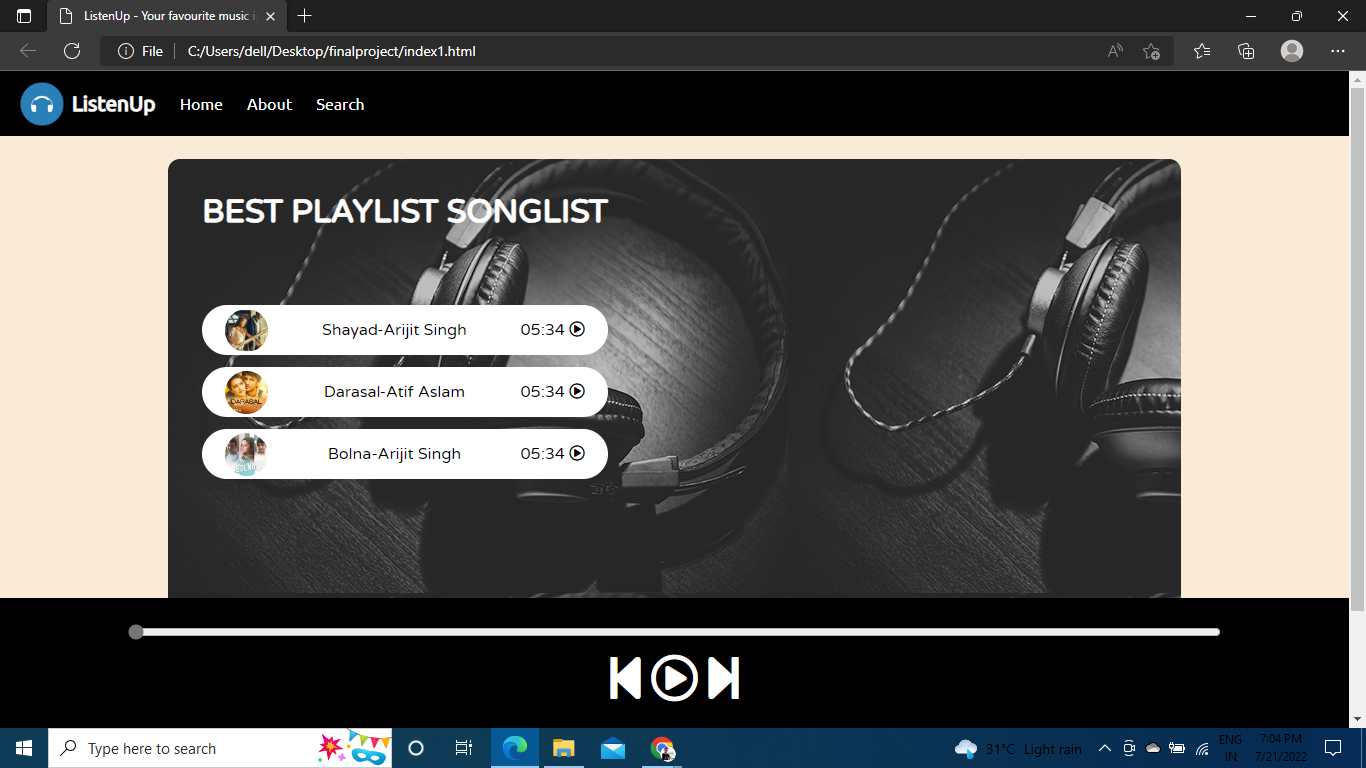 ListenUp - Your favourite music i
File
C:/Users/dell/Desktop/finalproject/index1.html
ListenUp Home About Search
BEST PLAYLIST SONGLIST
Shayad-Arijit Singh 05:34
DARASAL
Darasal-Atif Aslam 05:34
BOLNA
Bolna-Arijit Singh 05:34
Type here to search
31°C Light rain
ENG
IN
7:04 PM
7/21/2022